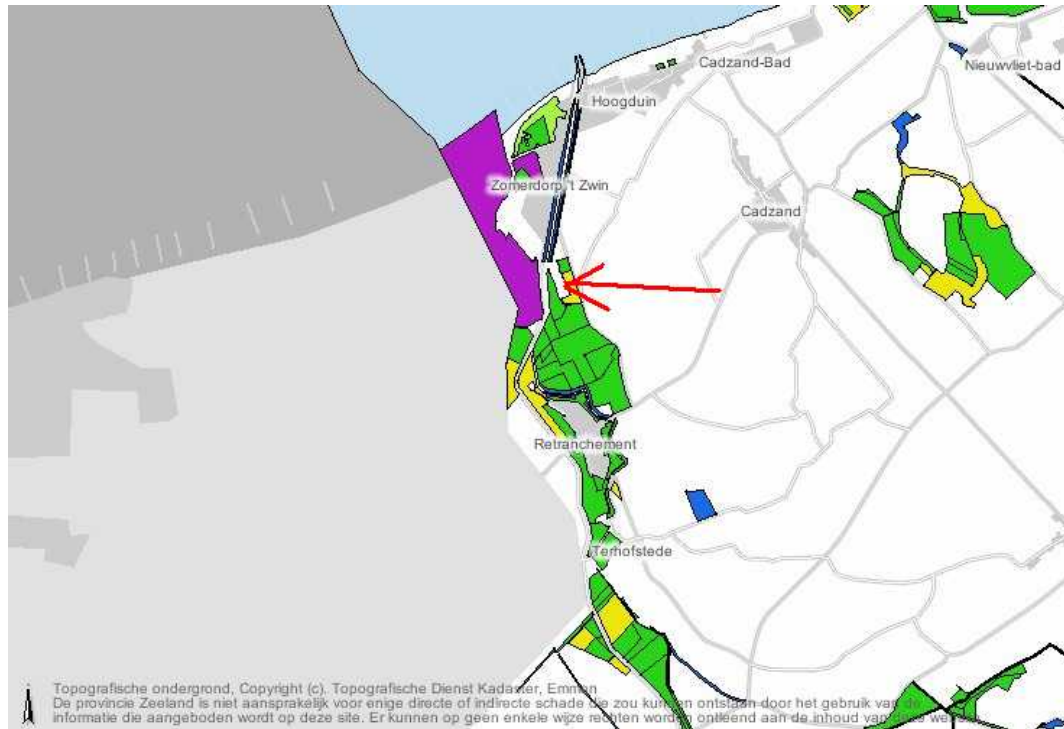 Cadzand-Bad
Nieuwvliet-bad
Hoogduin
Zomerdorp 't Zwin
Cadzand
Retranchement
Terhofstede
Topografische ondergrond, Copyright (c). Topografische Dienst Kadaster, Emmen
De provincie Zeeland is niet aansprakelijk voor enige directe of indirecte schade die zou kunnen ontstaan door het gebruik van de
informatie die aangeboden wordt op deze site. Er kunnen op geen enkele wijze rechten worden ontleend aan de inhoud van deze